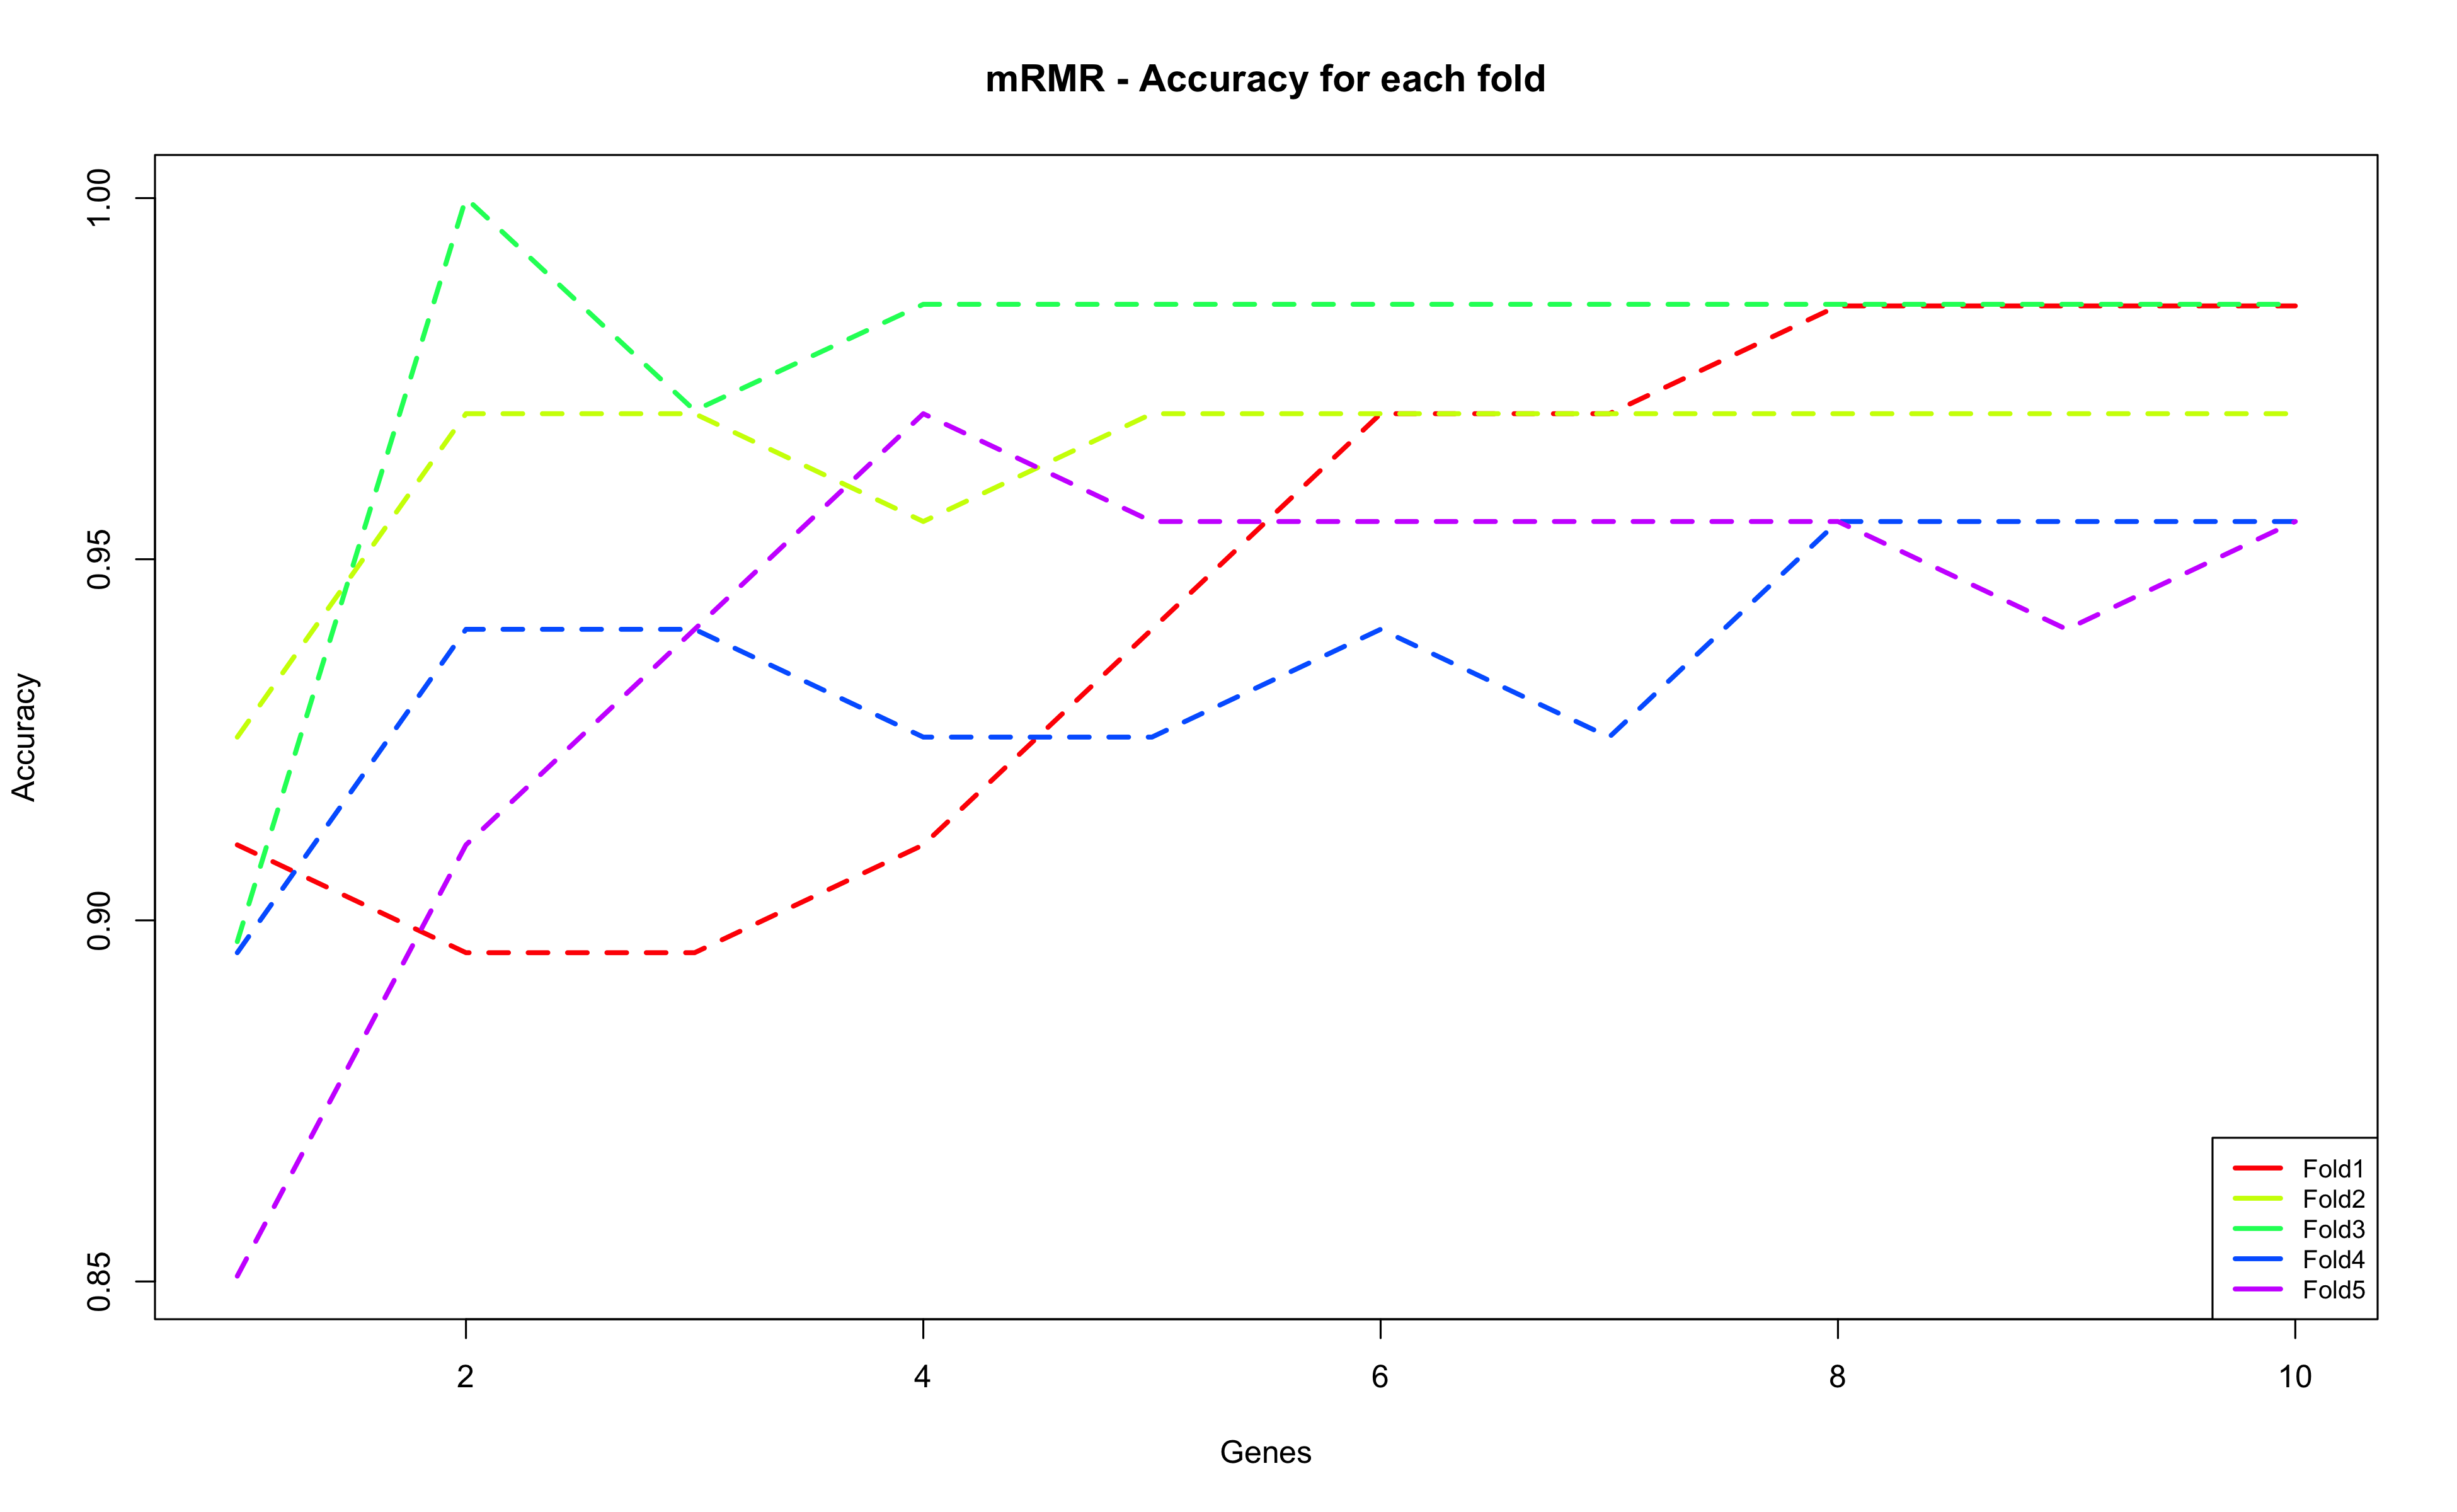 mRMR - Accuracy for each fold
1.00
0.95
0.90
0.85
Accuracy
2
4
6
8
10
Genes
Fold1
Fold2
Fold3
Fold4
Fold5